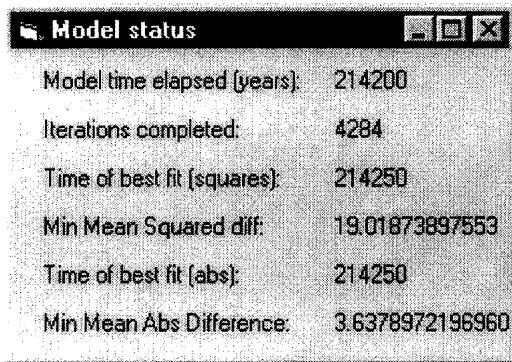 Model status
Model time elapsed (years): 214200
Iterations completed: 4284
Time of best fit (squares): 214250
Min Mean Squared diff: 19.01873897553
Time of best fit (abs): 214250
Min Mean Abs Difference: 3.6378972196960